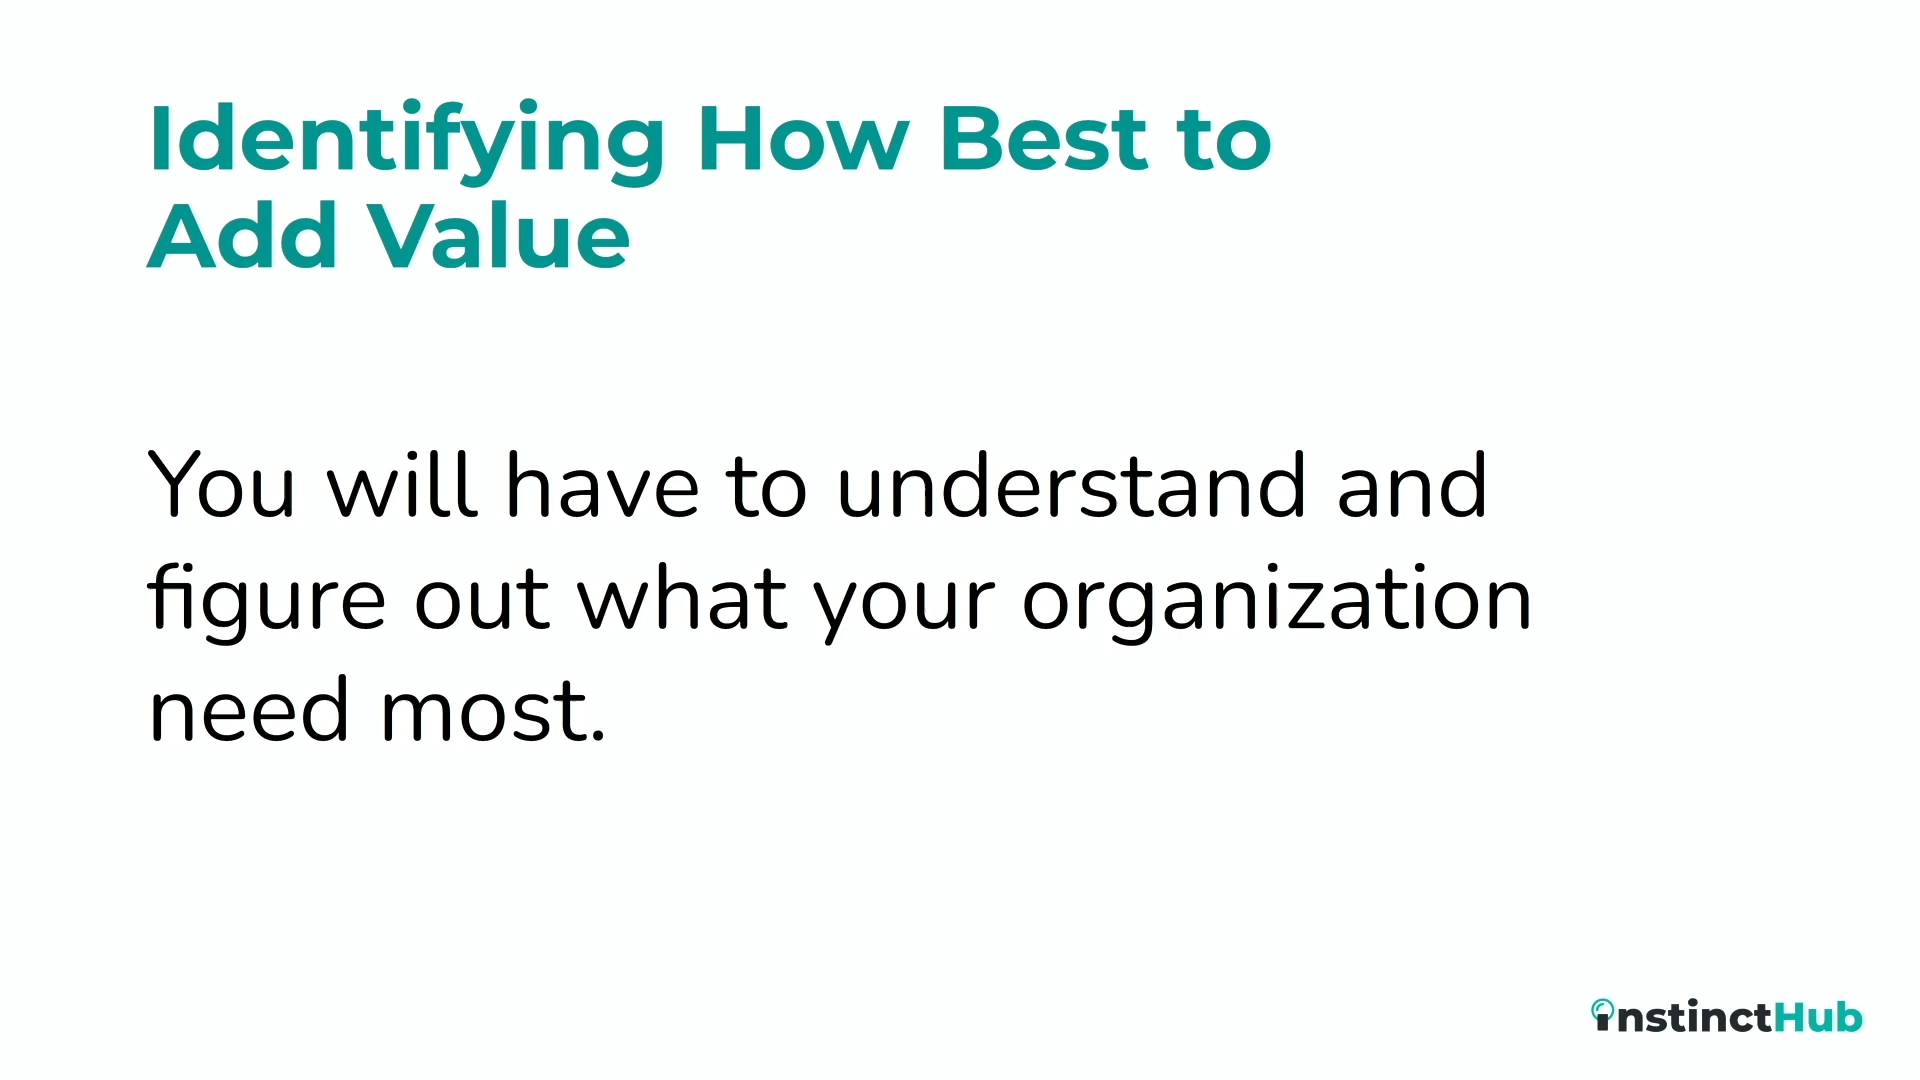 Identifying How Best to
Add Value
You will have to understand and
figure out what your organization
need most.
instinctHub